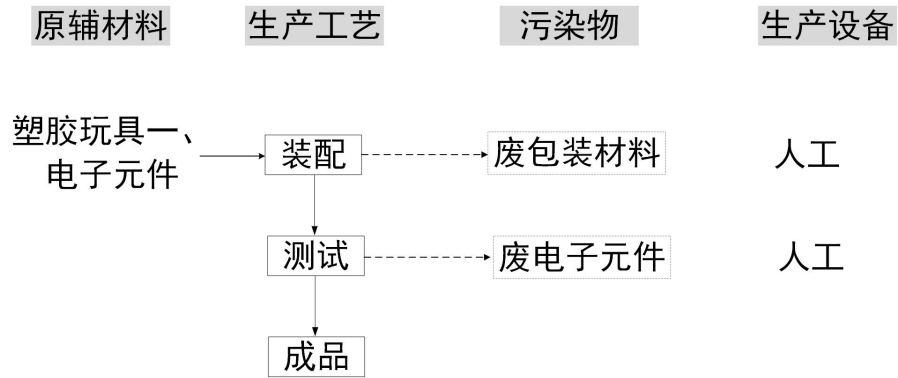 原辅材料 生产工艺 污染物 生产设备
塑胶玩具一、
电子元件
装配 废包装材料 人工
测试 废电子元件 人工
成品